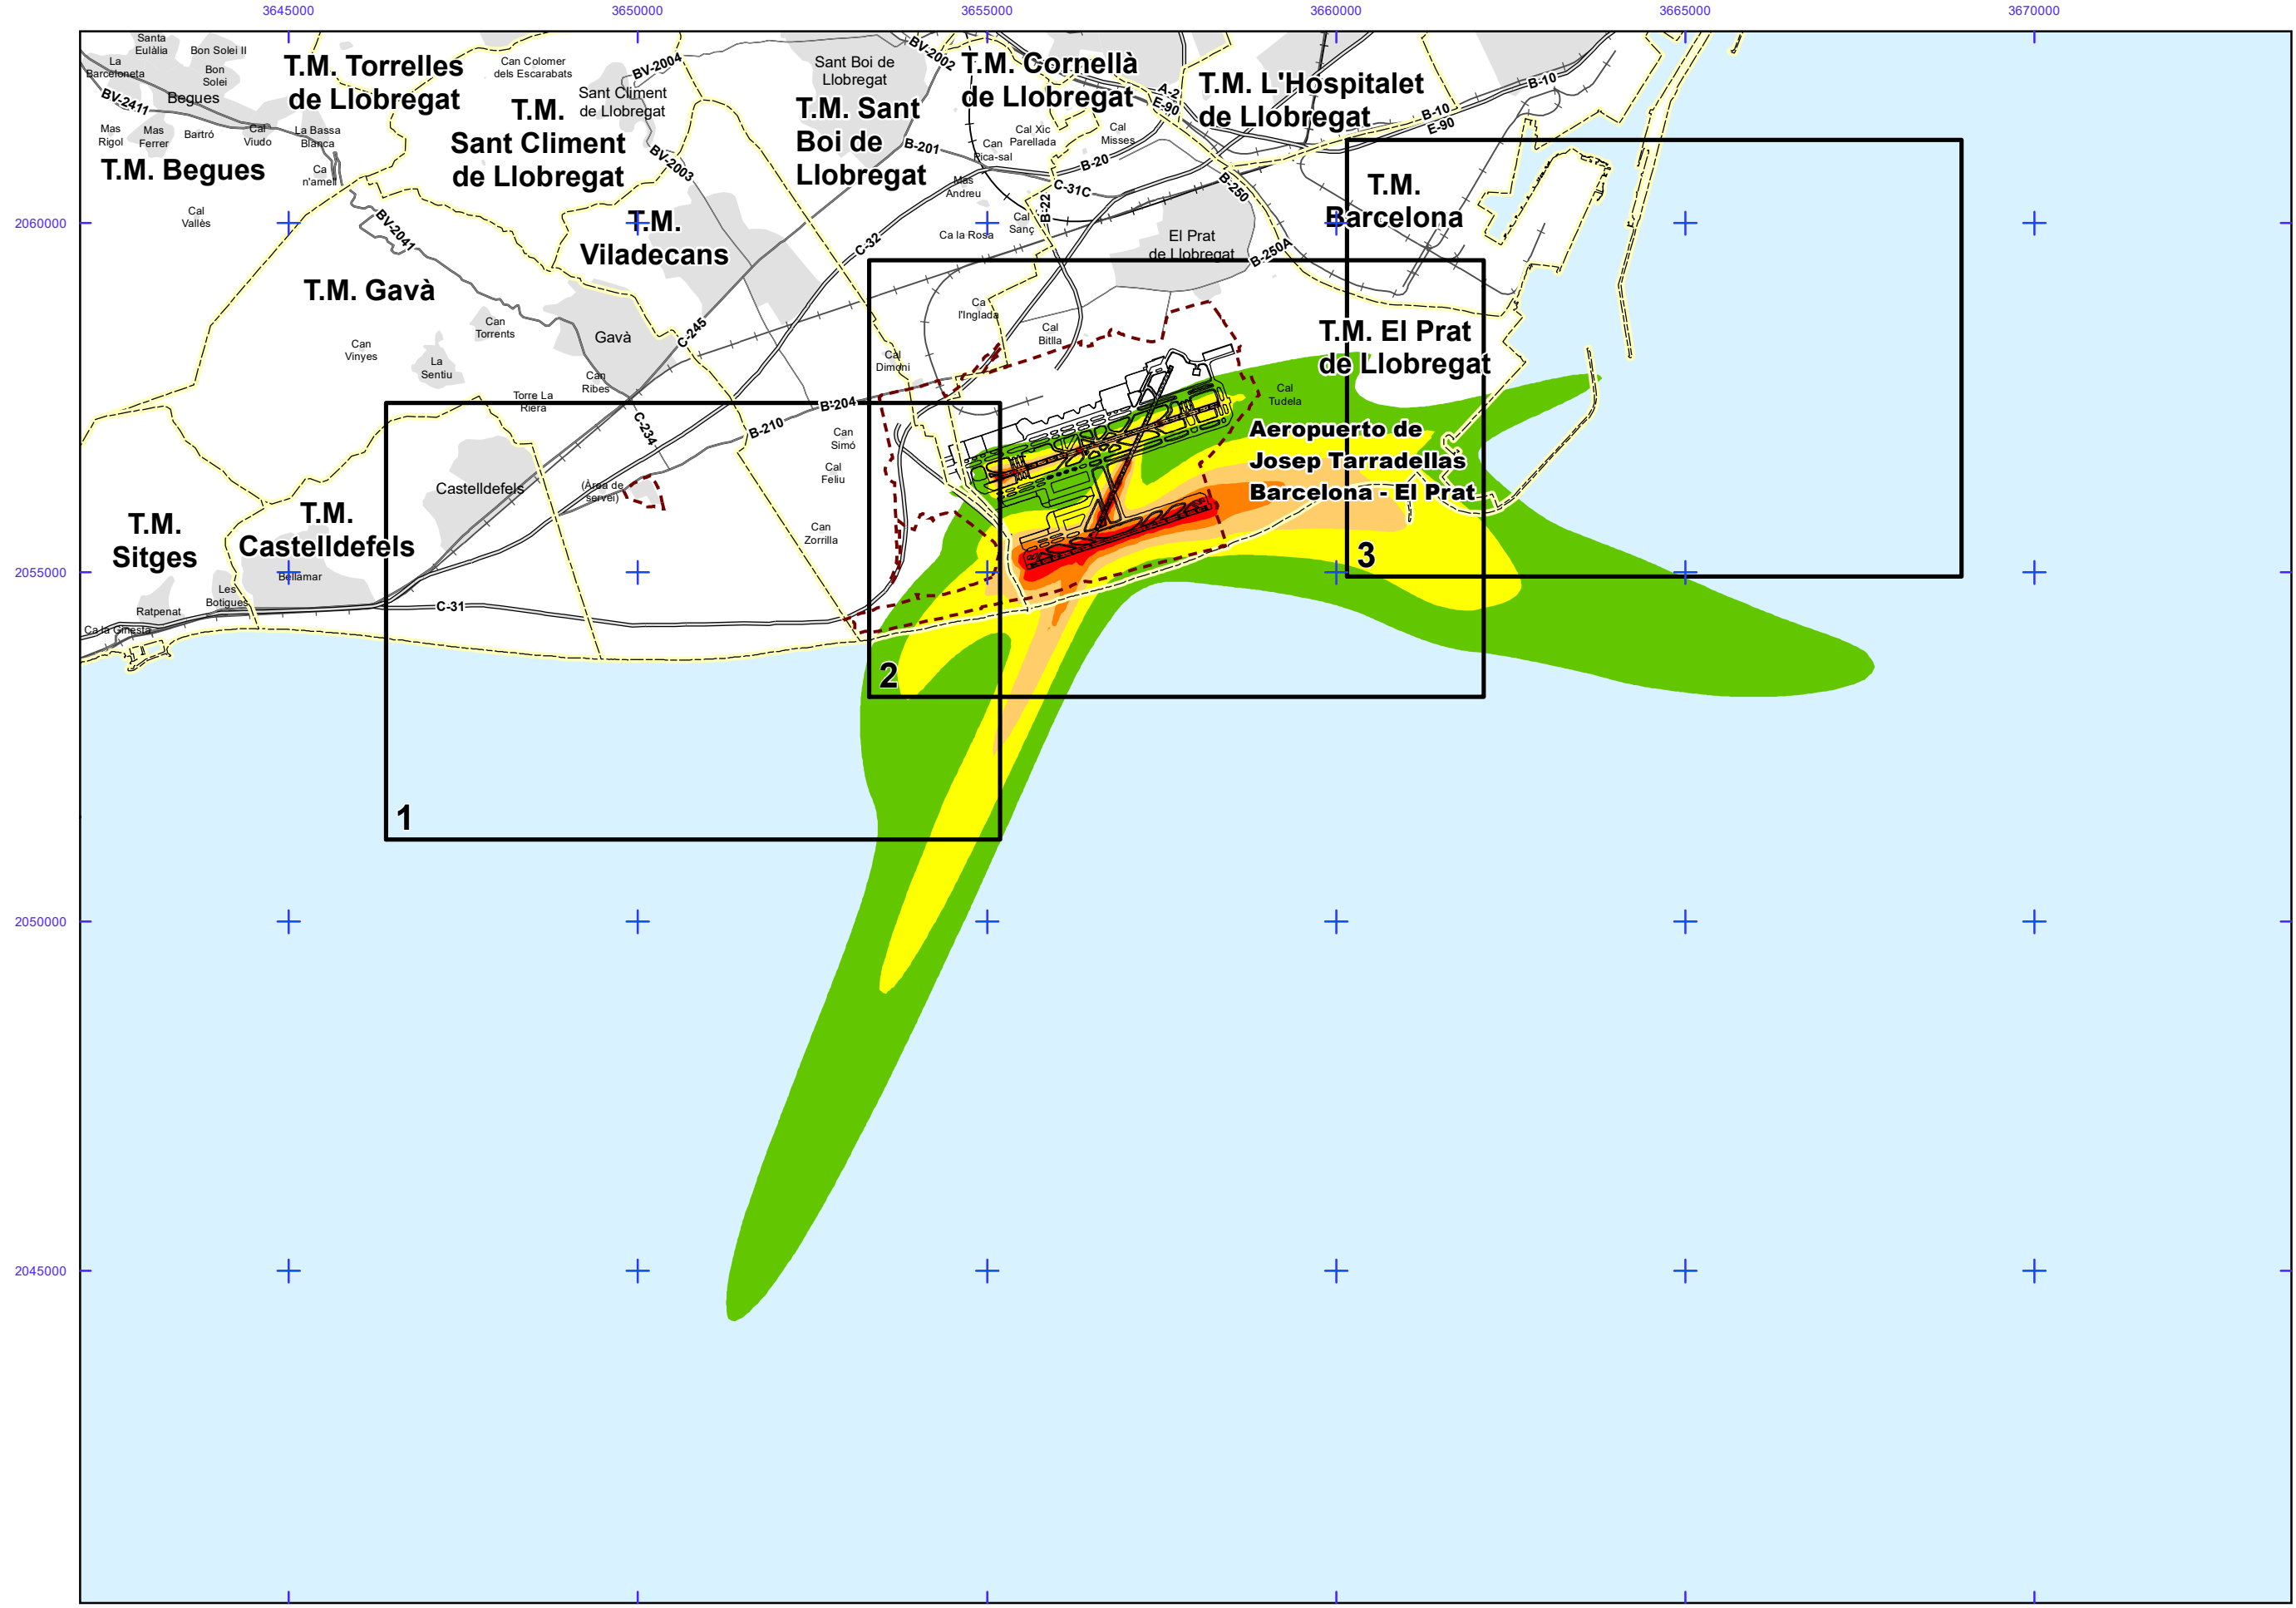 3645000
3650000
3655000
3660000
3665000
3670000
2060000
2055000
2050000
2045000
Santa
Eulàlia
Bon Solei II
La
Barceloneta
Bon
Solei
Begues
BV-2411
Mas
Rigol
Mas
Ferrer
Bartró
Cal
Viudo
La Bassa
Blanca
T.M. Begues
Ca
n'amell
Cal
Vallès
T.M. Torrelles
de Llobregat
Can Colomer
dels Escarabats
BV-2004
Sant Climent
de Llobregat
T.M.
Sant Climent
de Llobregat
BV-2003
BV-2041
Sant Boi de
Llobregat
T.M. Sant
Boi de
Llobregat
BV-2002
B-201
T.M. Cornellà
de Llobregat
A-2
E-90
T.M. L'Hospitalet
de Llobregat
B-10
B-10
E-90
Cal Xic
Parellada
Cal
Misses
Can
Pica-sal
B-20
Mas
Andreu
C-31C
B-22
Cal
Sanç
Ca la Rosa
B-250
El Prat
de Llobregat
B-250A
T.M.
Barcelona
T.M.
Viladecans
C-32
T.M. Gavà
Can
Torrents
Can
Vinyes
La
Sentiu
Gavà
C-245
Can
Ribes
Torre La
Riera
C-234
B-204
B-210
Ca
l'Inglada
Cal
Bitlla
Cal
Dimoni
T.M. El Prat
de Llobregat
Cal
Tudela
Aeropuerto de
Josep Tarradellas
Barcelona - El Prat
Can
Simó
Cal
Feliu
Can
Zorrilla
Castelldefels
(Àrea de
servei)
T.M.
Sitges
T.M.
Castelldefels
Bellamar
Les
Botigues
Ratpenat
Ca la Ginesta
C-31
3
2
1